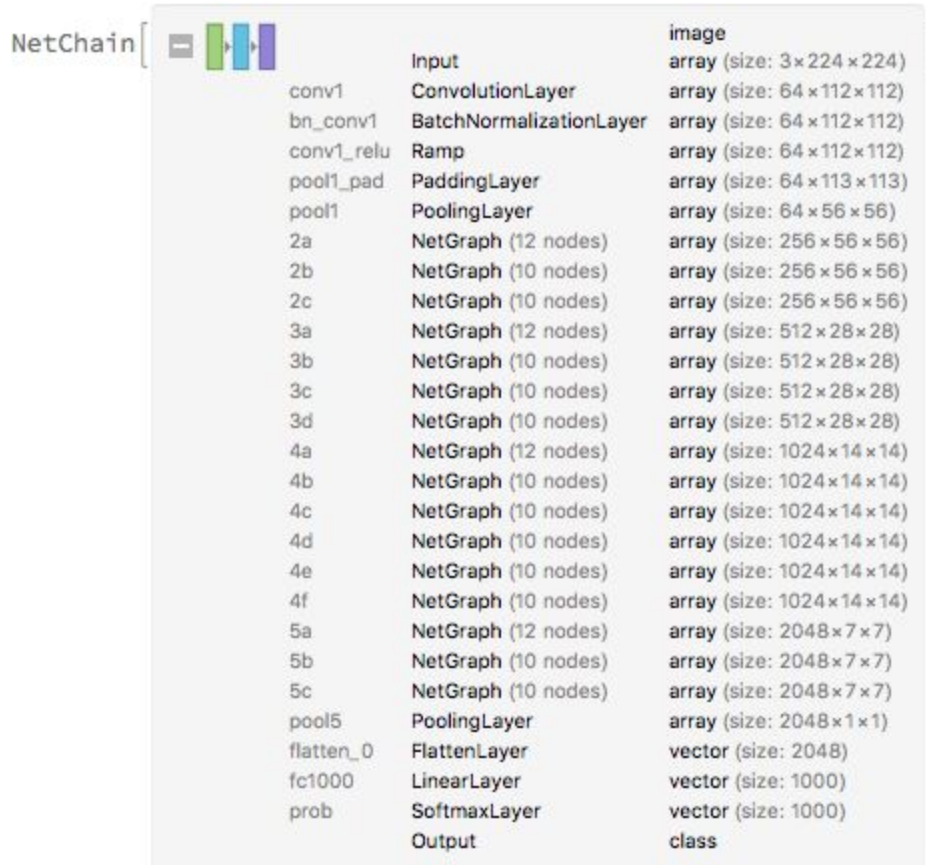 NetChain[
image
Input array (size: 3×224×224)
conv1 ConvolutionLayer array (size: 64×112×112)
bn_conv1 BatchNormalizationLayer array (size: 64×112×112)
conv1_relu Ramp array (size: 64×112×112)
pool1_pad PaddingLayer array (size: 64×113×113)
pool1 PoolingLayer array (size: 64×56×56)
2a NetGraph (12 nodes) array (size: 256×56×56)
2b NetGraph (10 nodes) array (size: 256×56×56)
2c NetGraph (10 nodes) array (size: 256×56×56)
3a NetGraph (12 nodes) array (size: 512×28×28)
3b NetGraph (10 nodes) array (size: 512×28×28)
3c NetGraph (10 nodes) array (size: 512×28×28)
3d NetGraph (10 nodes) array (size: 512×28×28)
4a NetGraph (12 nodes) array (size: 1024×14×14)
4b NetGraph (10 nodes) array (size: 1024×14×14)
4c NetGraph (10 nodes) array (size: 1024×14×14)
4d NetGraph (10 nodes) array (size: 1024×14×14)
4e NetGraph (10 nodes) array (size: 1024×14×14)
4f NetGraph (10 nodes) array (size: 1024×14×14)
5a NetGraph (12 nodes) array (size: 2048×7×7)
5b NetGraph (10 nodes) array (size: 2048×7×7)
5c NetGraph (10 nodes) array (size: 2048×7×7)
pool5 PoolingLayer array (size: 2048×1×1)
flatten_0 FlattenLayer vector (size: 2048)
fc1000 LinearLayer vector (size: 1000)
prob SoftmaxLayer vector (size: 1000)
Output class